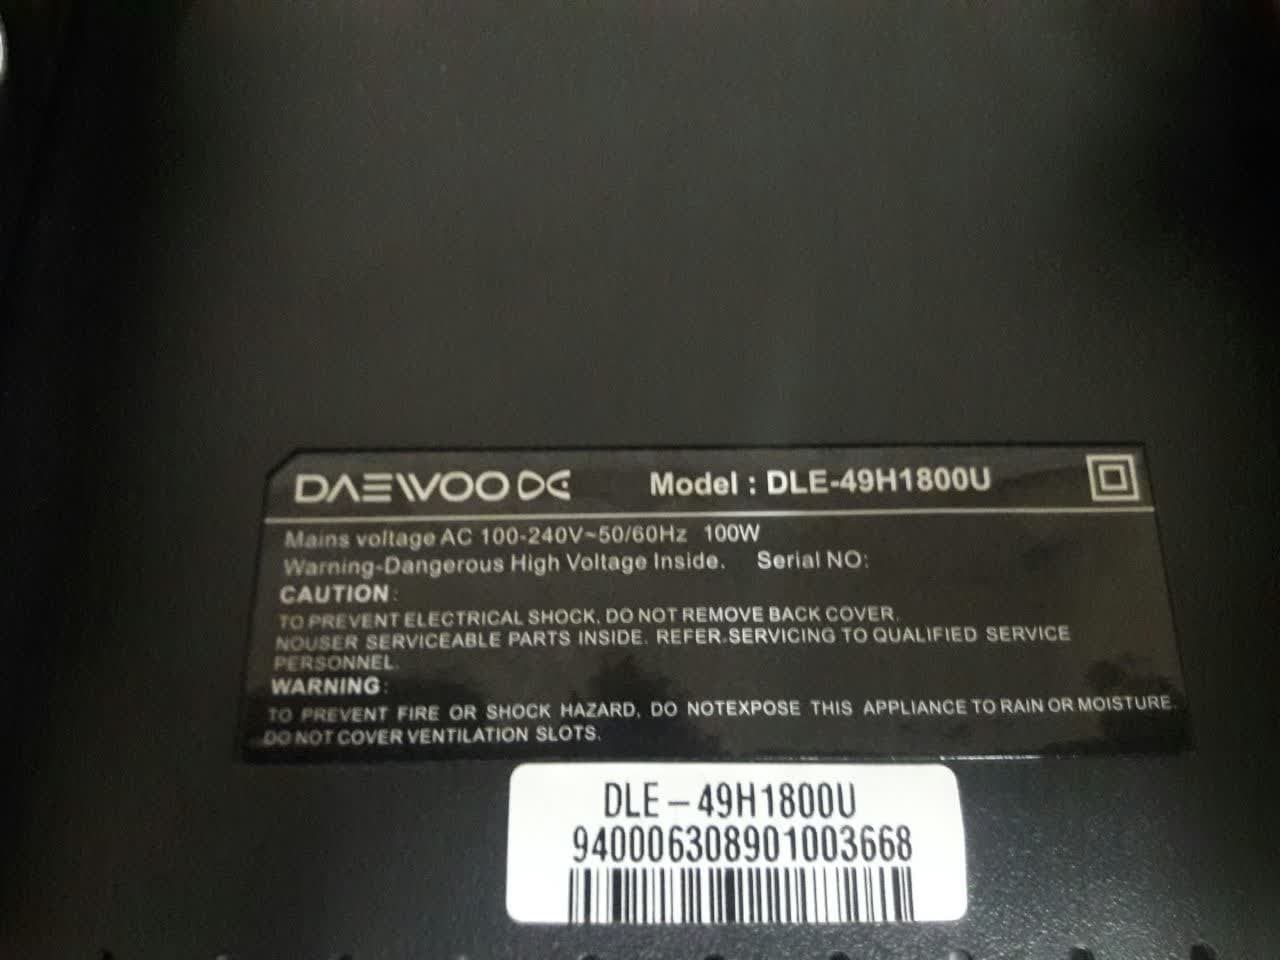 DAEWOO
Model : DLE-49H1800U
Mains voltage AC 100-240V~50/60Hz 100W
Warning-Dangerous High Voltage Inside. Serial NO:
CAUTION:
TO PREVENT ELECTRICAL SHOCK, DO NOT REMOVE BACK COVER.
NOUSER SERVICEABLE PARTS INSIDE. REFER.SERVICING TO QUALIFIED SERVICE
PERSONNEL.
WARNING:
TO PREVENT FIRE OR SHOCK HAZARD, DO NOTEXPOSE THIS APPLIANCE TO RAIN OR MOISTURE.
DO NOT COVER VENTILATION SLOTS.
DLE-49H1800U
940006308901003668